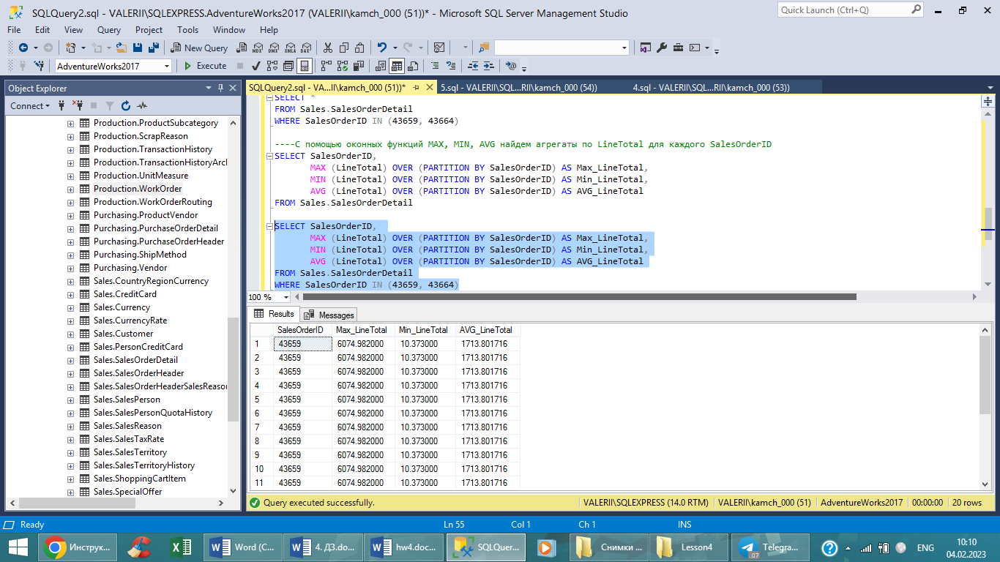 SQLQuery2.sql - VALERII\SQLEXPRESS.AdventureWorks2017 (VALERII\kamch_000 (51))* - Microsoft SQL Server Management Studio
Quick Launch (Ctrl+Q)
File Edit View Query Project Tools Window Help
New Query MDX DMX XMLA DAX
AdventureWorks2017 Execute
Object Explorer
Connect
Production.ProductSubcategory
Production.ScrapReason
Production.TransactionHistory
Production.TransactionHistoryArc
Production.UnitMeasure
Production.WorkOrder
Production.WorkOrderRouting
Purchasing.ProductVendor
Purchasing.PurchaseOrderDetail
Purchasing.PurchaseOrderHeader
Purchasing.ShipMethod
Purchasing.Vendor
Sales.CountryRegionCurrency
Sales.CreditCard
Sales.Currency
Sales.CurrencyRate
Sales.Customer
Sales.PersonCreditCard
Sales.SalesOrderDetail
Sales.SalesOrderHeader
Sales.SalesOrderHeaderSalesReason
Sales.SalesPerson
Sales.SalesPersonQuotaHistory
Sales.SalesReason
Sales.SalesTaxRate
Sales.SalesTerritory
Sales.SalesTerritoryHistory
Sales.ShoppingCartItem
Sales.SpecialOffer
SQLQuery2.sql - VA...II\kamch_000 (51))* 5.sql - VALERII\SQL...RII\kamch_000 (54)) 4.sql - VALERII\SQL...RII\kamch_000 (53))
SELECT *
FROM Sales.SalesOrderDetail
WHERE SalesOrderID IN (43659, 43664)
----С помощью оконных функций MAX, MIN, AVG найдем агрегаты по LineTotal для каждого SalesOrderID
SELECT SalesOrderID,
MAX (LineTotal) OVER (PARTITION BY SalesOrderID) AS Max_LineTotal,
MIN (LineTotal) OVER (PARTITION BY SalesOrderID) AS Min_LineTotal,
AVG (LineTotal) OVER (PARTITION BY SalesOrderID) AS AVG_LineTotal
FROM Sales.SalesOrderDetail
SELECT SalesOrderID,
MAX (LineTotal) OVER (PARTITION BY SalesOrderID) AS Max_LineTotal,
MIN (LineTotal) OVER (PARTITION BY SalesOrderID) AS Min_LineTotal,
AVG (LineTotal) OVER (PARTITION BY SalesOrderID) AS AVG_LineTotal
FROM Sales.SalesOrderDetail
WHERE SalesOrderID IN (43659, 43664)
100 %
Results Messages
SalesOrderID Max_LineTotal Min_LineTotal AVG_LineTotal
1 43659 6074.982000 10.373000 1713.801716
2 43659 6074.982000 10.373000 1713.801716
3 43659 6074.982000 10.373000 1713.801716
4 43659 6074.982000 10.373000 1713.801716
5 43659 6074.982000 10.373000 1713.801716
6 43659 6074.982000 10.373000 1713.801716
7 43659 6074.982000 10.373000 1713.801716
8 43659 6074.982000 10.373000 1713.801716
9 43659 6074.982000 10.373000 1713.801716
10 43659 6074.982000 10.373000 1713.801716
11 43659 6074.982000 10.373000 1713.801716
Query executed successfully. VALERII\SQLEXPRESS (14.0 RTM) VALERII\kamch_000 (51) AdventureWorks2017 00:00:00 20 rows
Ready Ln 55 Col 1 Ch 1 INS
Инструк... Word (C... 4. ДЗ.do... hw4.doc... SQLQuer... Снимки ... Lesson4 Telegra... ..07 ENG 10:10
04.02.2023